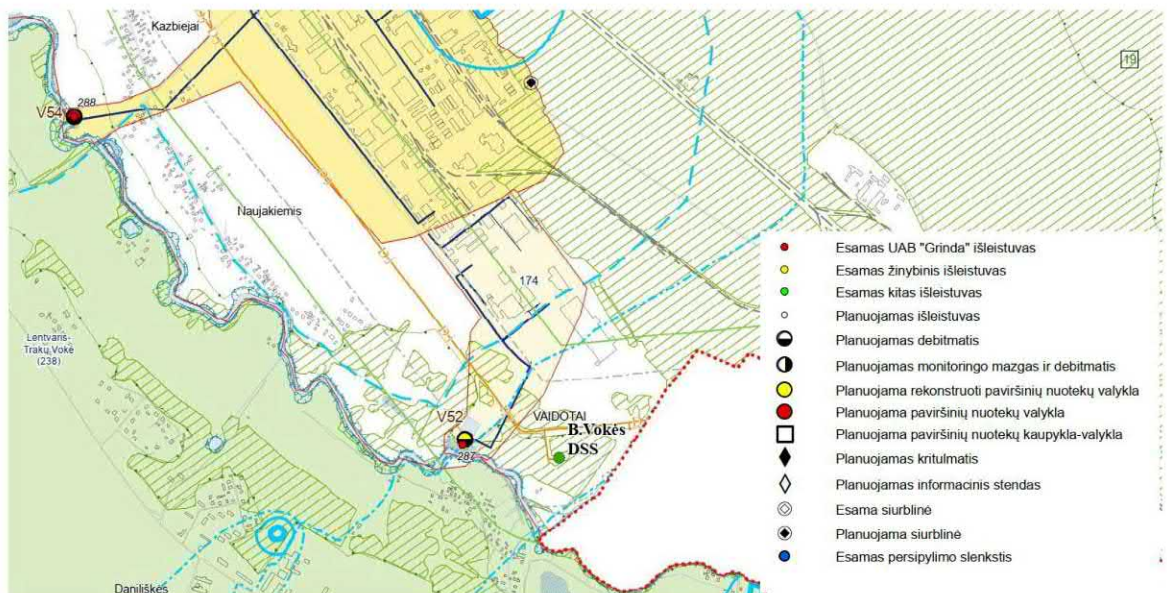 Kazbiejai
19
288
V54
Naujakiemis
174
Lentvaris-
Trakų Vokė
(238)
V52
VAIDOTAI
B.Vokės
DSS
287
Daniliškės
Esamas UAB "Grinda" išleistuvas
Esamas žinybinis išleistuvas
Esamas kitas išleistuvas
Planuojamas išleistuvas
Planuojamas debitmatis
Planuojamas monitoringo mazgas ir debitmatis
Planuojama rekonstruoti paviršinių nuotekų valykla
Planuojama paviršinių nuotekų valykla
Planuojama paviršinių nuotekų kaupykla-valykla
Planuojamas kritulmatis
Planuojamas informacinis stendas
Esama siurblinė
Planuojama siurblinė
Esamas persipylimo slenkstis